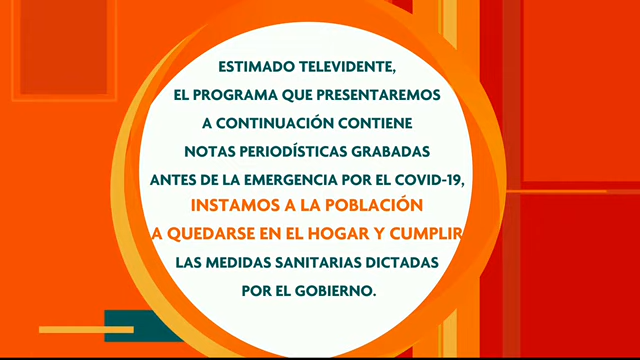 ESTIMADO TELEVIDENTE,
EL PROGRAMA QUE PRESENTAREMOS
A CONTINUACIÓN CONTIENE
NOTAS PERIODÍSTICAS GRABADAS
ANTES DE LA EMERGENCIA POR EL COVID-19,
INSTAMOS A LA POBLACIÓN
A QUEDARSE EN EL HOGAR Y CUMPLIR
LAS MEDIDAS SANITARIAS DICTADAS
POR EL GOBIERNO.